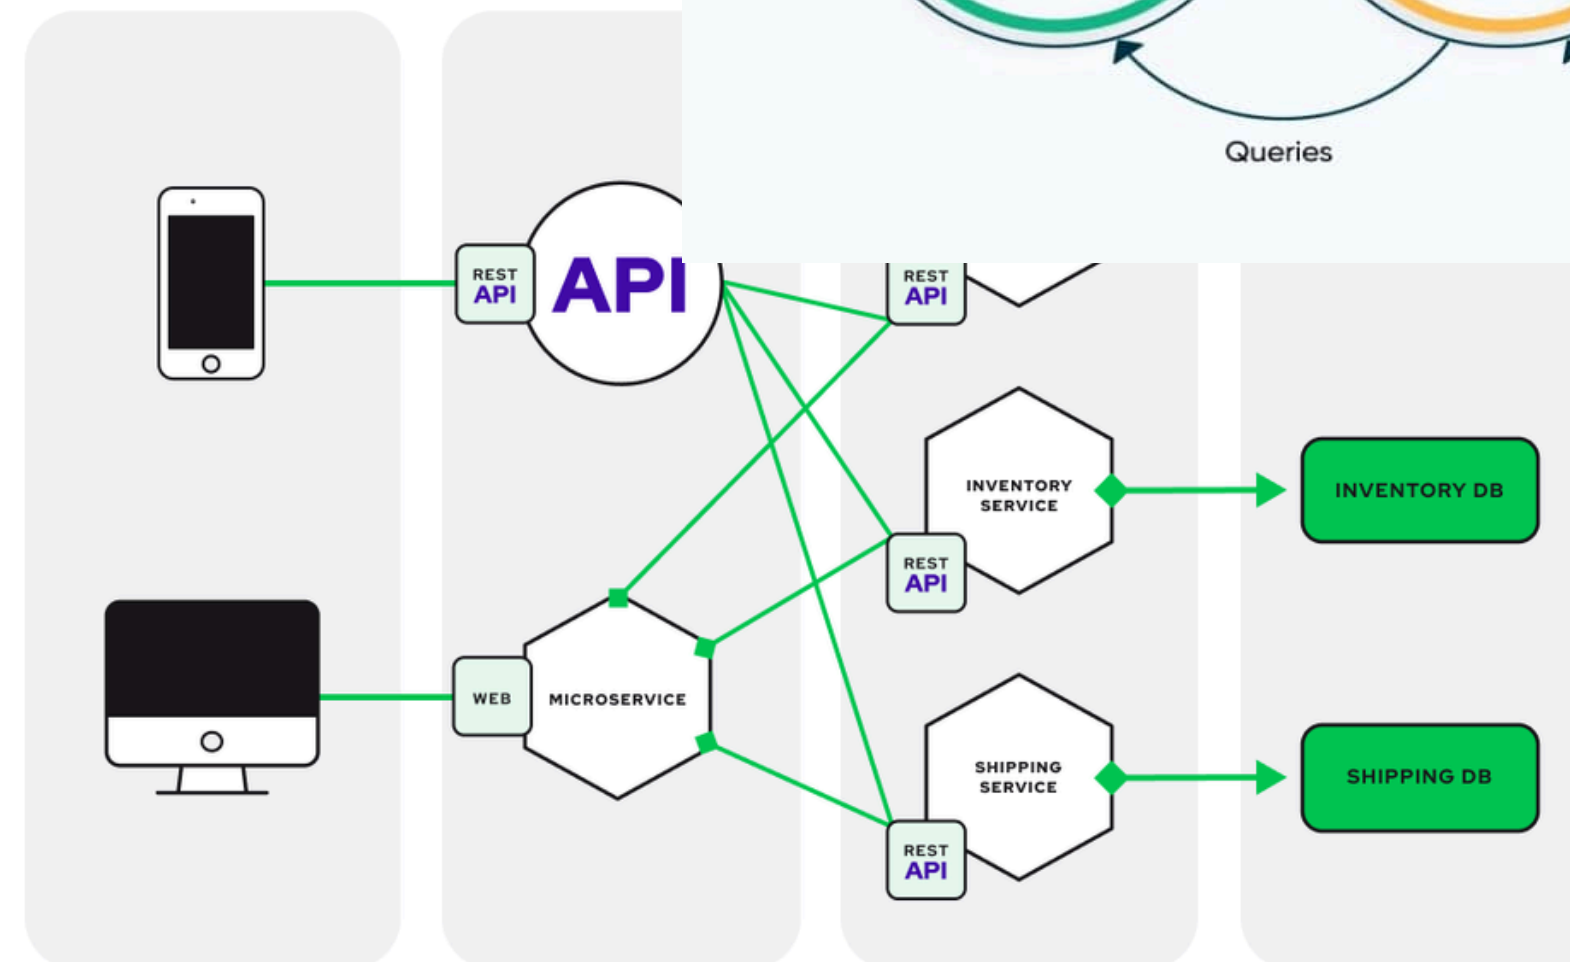 Queries
REST
API
API
REST
API
INVENTORY
SERVICE
INVENTORY DB
REST
API
WEB
MICROSERVICE
SHIPPING
SERVICE
SHIPPING DB
REST
API